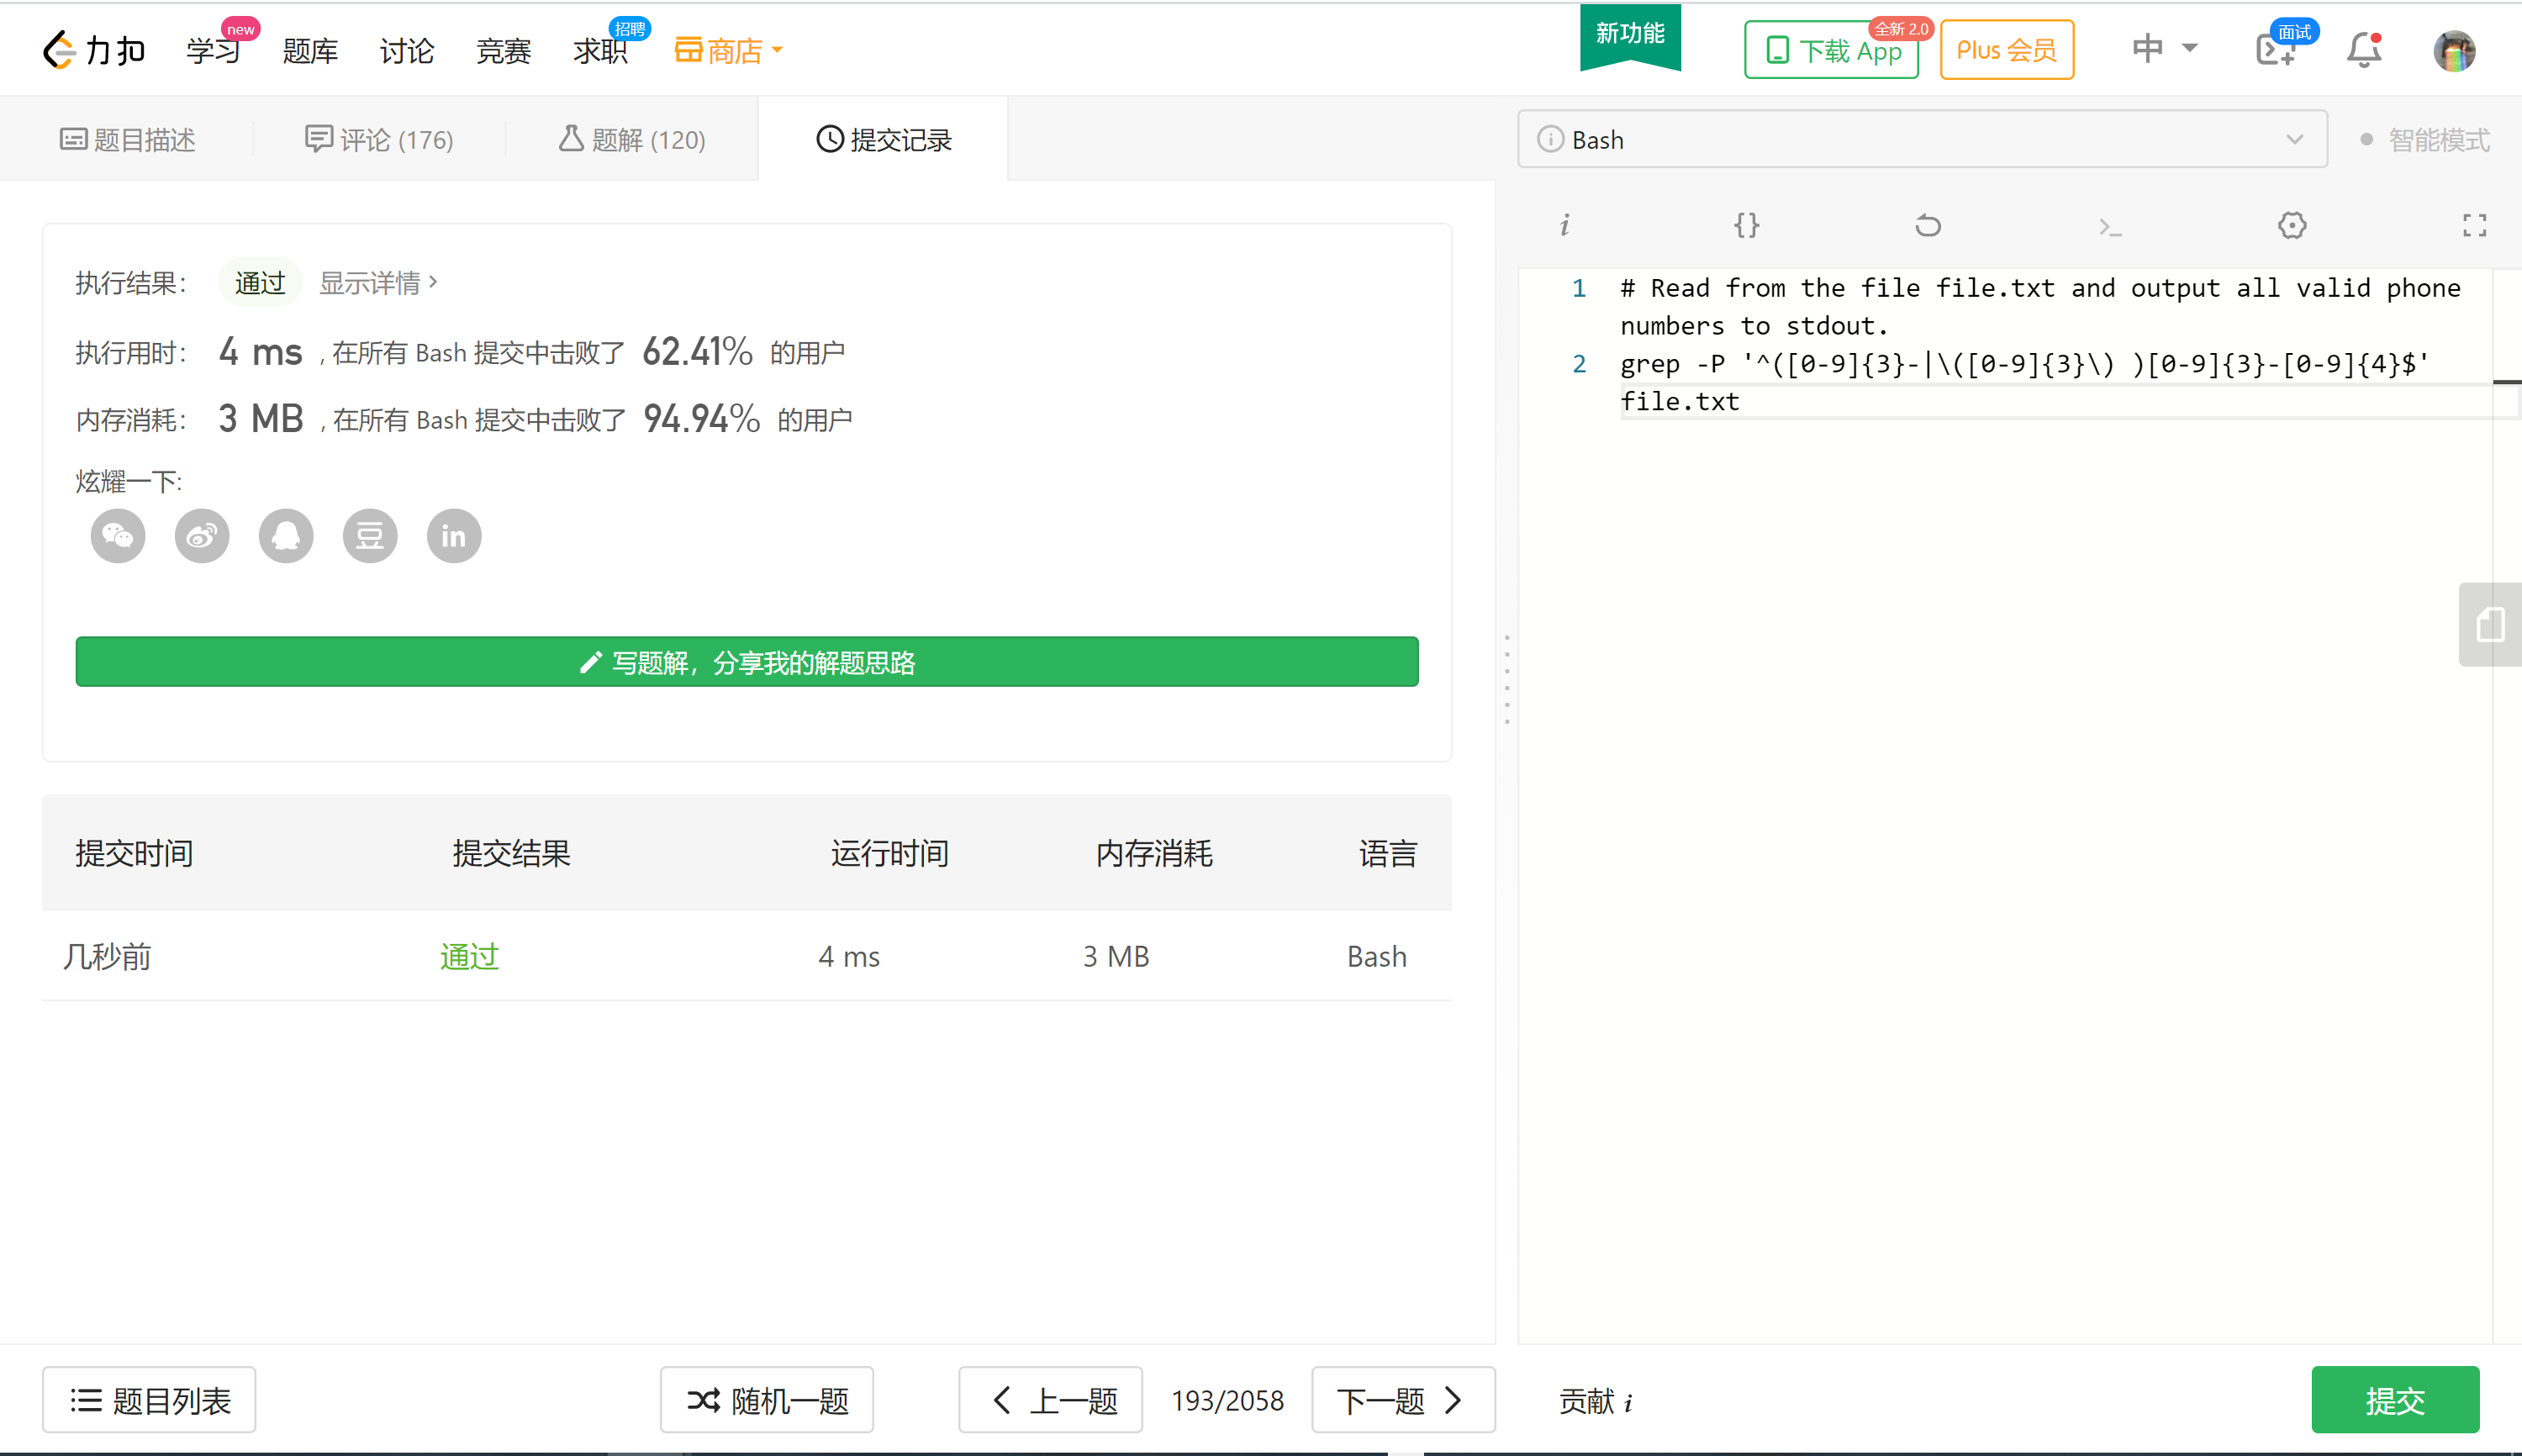 力扣 学习 new 题库 讨论 竞赛 求职 招聘 商店 新功能 下载 App 全新 2.0 Plus 会员 中 面试
题目描述 评论 (176) 题解 (120) 提交记录
执行结果： 通过 显示详情 >
执行用时： 4 ms , 在所有 Bash 提交中击败了 62.41% 的用户
内存消耗： 3 MB , 在所有 Bash 提交中击败了 94.94% 的用户
炫耀一下:
豆 in
写题解，分享我的解题思路
提交时间 提交结果 运行时间 内存消耗 语言
几秒前 通过 4 ms 3 MB Bash
Bash 智能模式
i {}
1 # Read from the file file.txt and output all valid phone
numbers to stdout.
2 grep -P '^([0-9]{3}-|\([0-9]{3}\) )[0-9]{3}-[0-9]{4}$'
file.txt
题目列表 随机一题 上一题 193/2058 下一题 贡献 i 提交